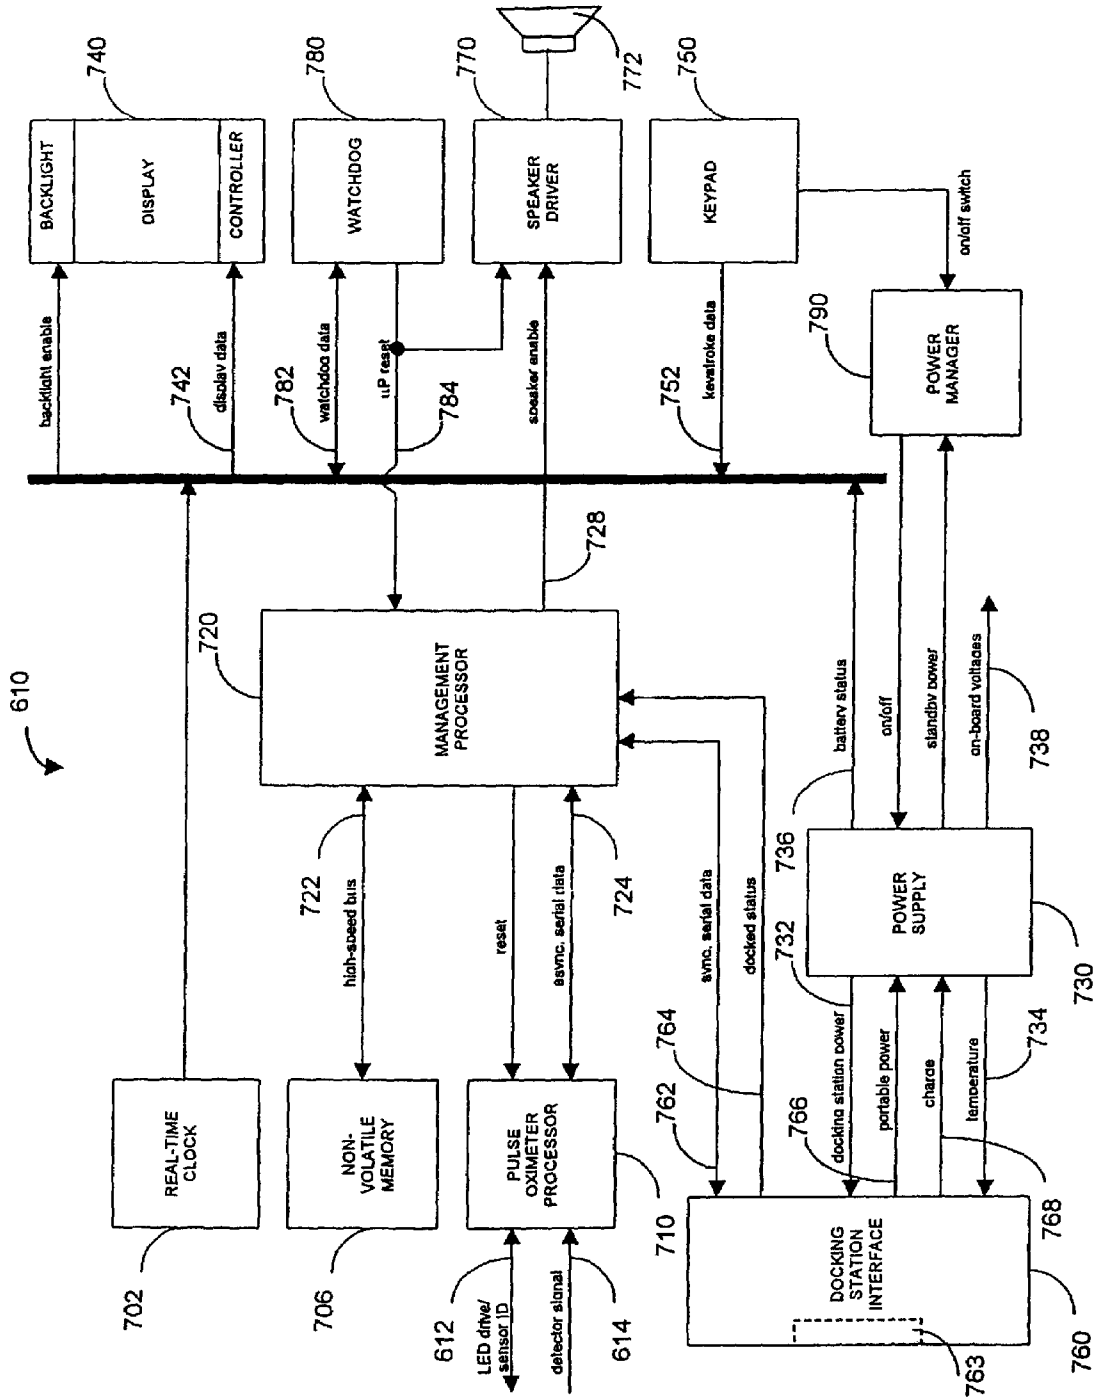 610
702
REAL-TIME
CLOCK
706
NON-
VOLATILE
MEMORY
722
high-speed bus
612
LED drive/
sensor ID
detector signal
614
PULSE
OXIMETER
PROCESSOR
710
reset
async. serial data
724
720
MANAGEMENT
PROCESSOR
728
BACKLIGHT
DISPLAY
CONTROLLER
740
backlight enable
742
display data
WATCHDOG
780
782
watchdog data
uP reset
784
SPEAKER
DRIVER
770
772
speaker enable
KEYPAD
750
752
keystroke data
on/off switch
762
764
sync. serial data
docked status
DOCKING
STATION
INTERFACE
763
760
732
docking station power
766
portable power
charge
768
temperature
734
POWER
SUPPLY
730
736
battery status
on/off
standby power
on-board voltages
738
POWER
MANAGER
790